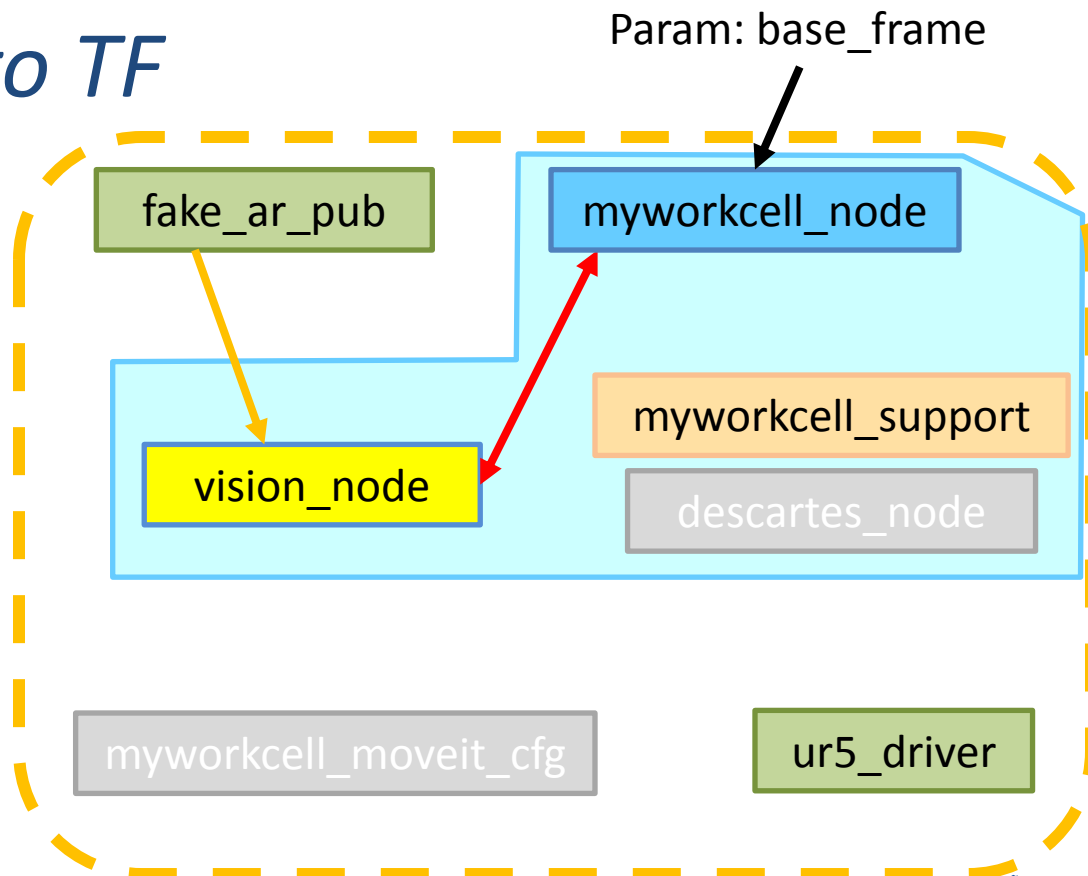 to TF
Param: base_frame
fake_ar_pub
myworkcell_node
myworkcell_support
vision_node
descartes_node
myworkcell_moveit_cfg
ur5_driver